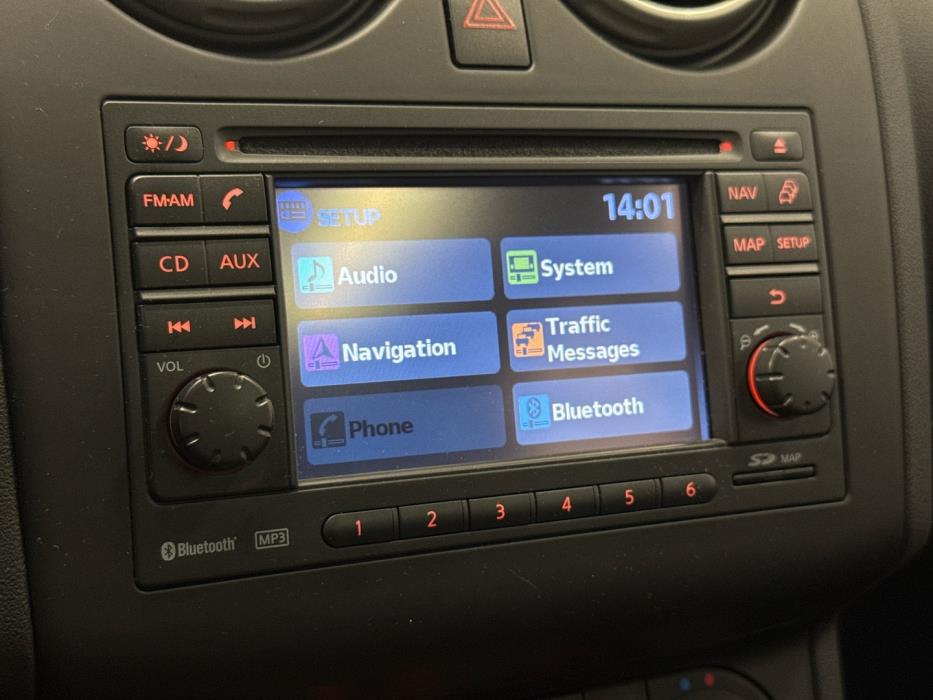 FM·AM
CD
AUX
VOL
SETUP
14:01
Audio
System
Navigation
Traffic
Messages
Phone
Bluetooth
NAV
MAP
SETUP
SD MAP
1
2
3
4
5
6
Bluetooth
MP3